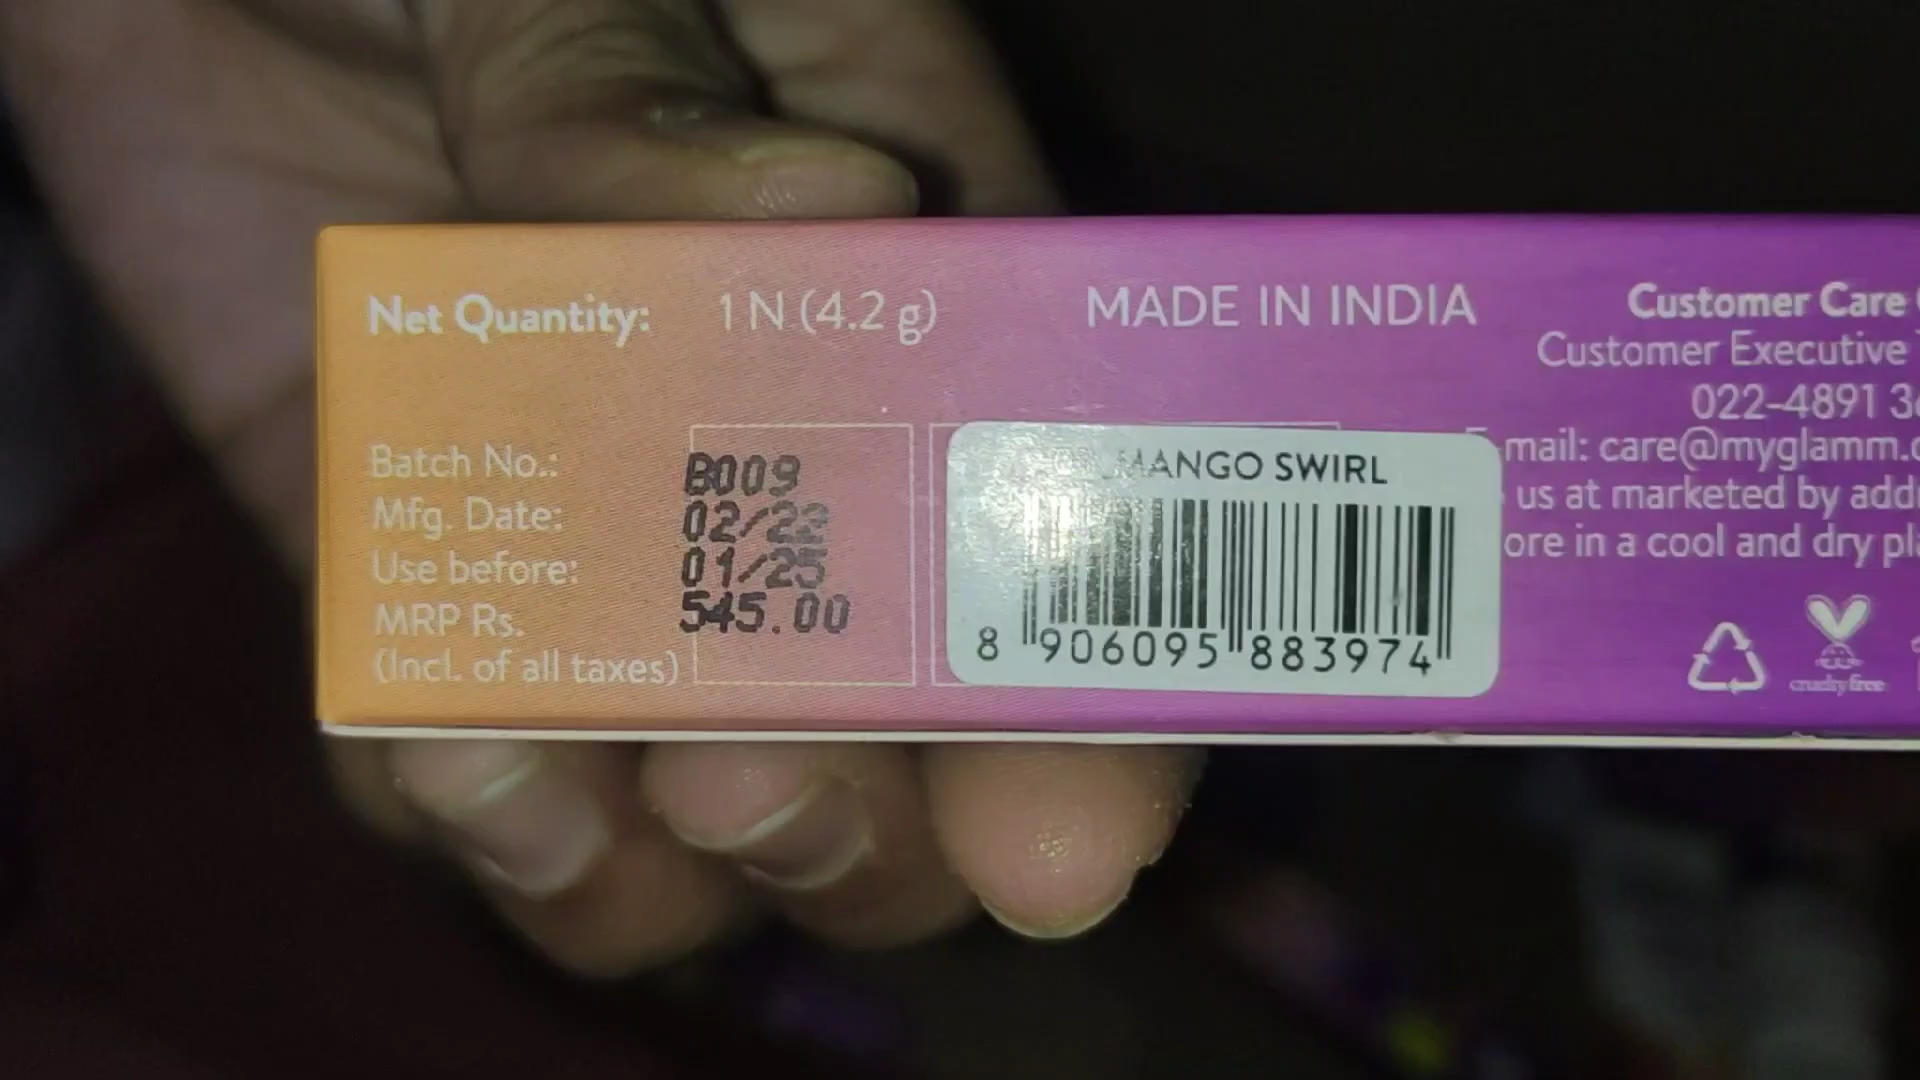 Net Quantity: 1 N (4.2 g)
MADE IN INDIA
Batch No.: B009
Mfg. Date: 02/22
Use before: 01/25
MRP Rs. 545.00
(Incl. of all taxes)
MANGO SWIRL
8 906095 883974
Customer Care
Customer Executive
022-4891
mail: care@myglamm.
us at marketed by
ore in a cool and dry
cruelty free